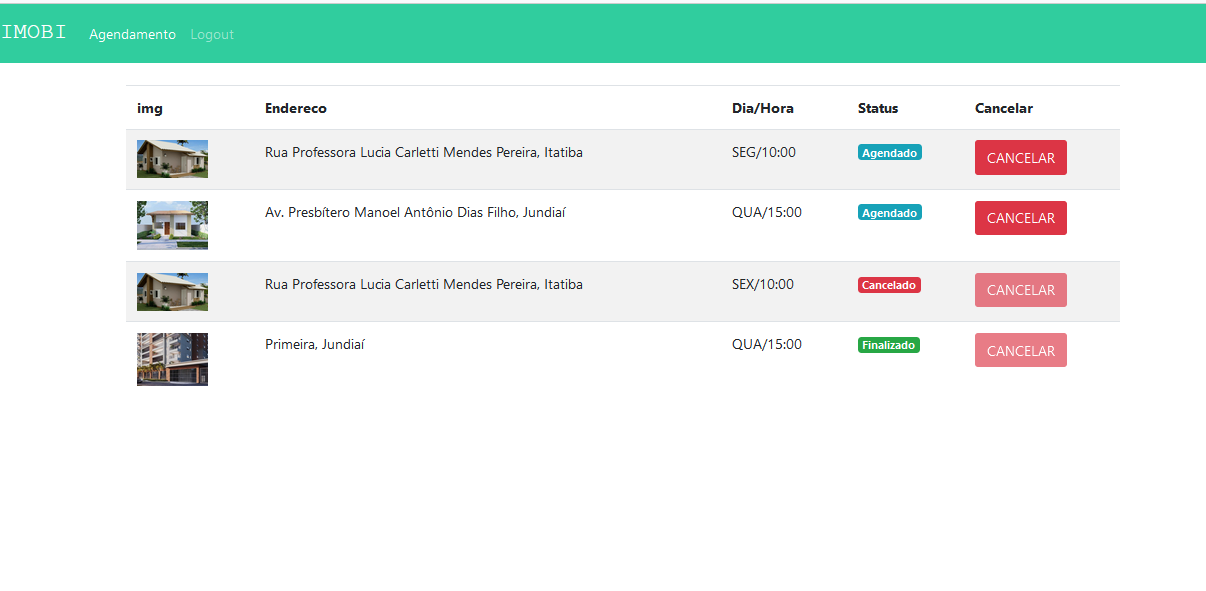 IMOBI Agendamento Logout
img Endereco Dia/Hora Status Cancelar
Rua Professora Lucia Carletti Mendes Pereira, Itatiba SEG/10:00 Agendado CANCELAR
Av. Presbítero Manoel Antônio Dias Filho, Jundiaí QUA/15:00 Agendado CANCELAR
Rua Professora Lucia Carletti Mendes Pereira, Itatiba SEX/10:00 Cancelado CANCELAR
Primeira, Jundiaí QUA/15:00 Finalizado CANCELAR